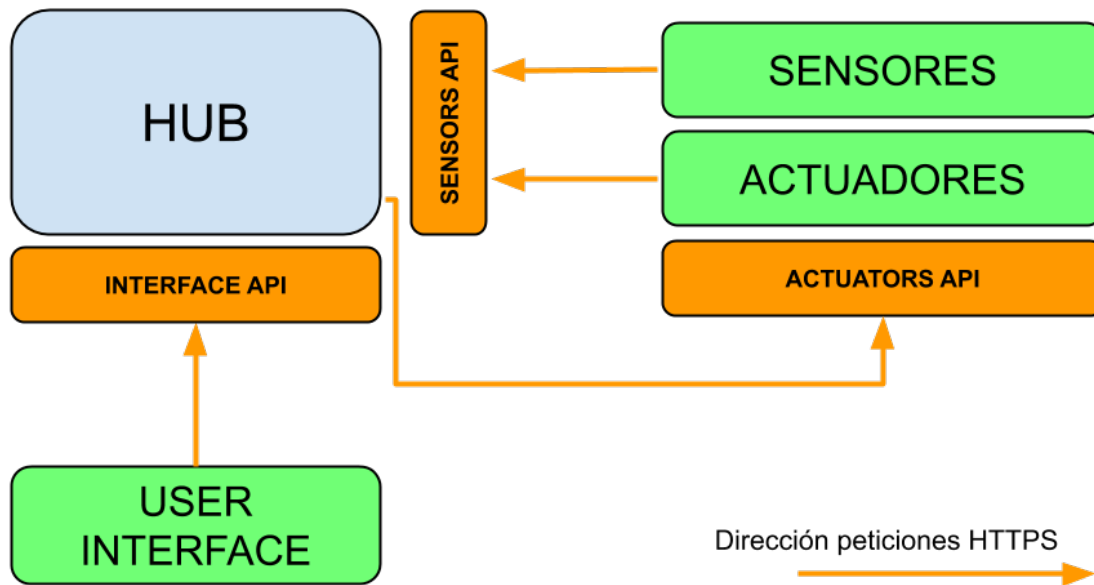 HUB
SENSORS API
SENSORES
ACTUADORES
INTERFACE API
ACTUATORS API
USER
INTERFACE
Dirección peticiones HTTPS